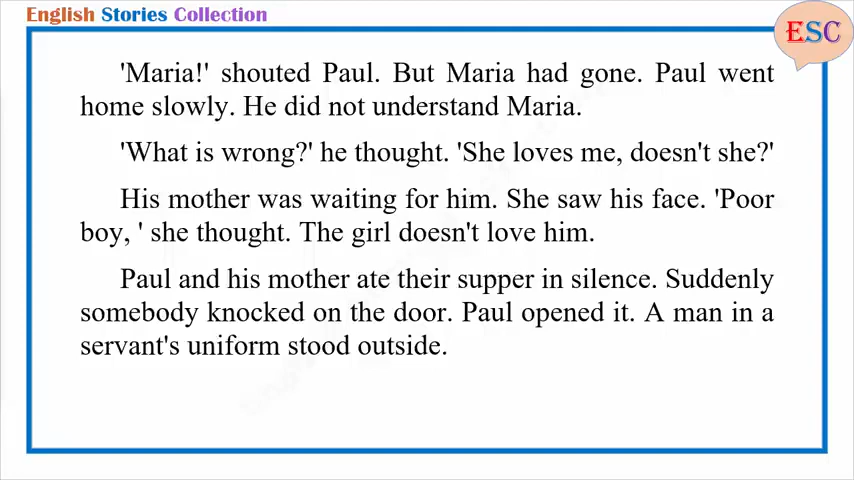 English Stories Collection
ESC
'Maria!' shouted Paul. But Maria had gone. Paul went
home slowly. He did not understand Maria.
'What is wrong?' he thought. 'She loves me, doesn't she?'
His mother was waiting for him. She saw his face. 'Poor
boy, ' she thought. The girl doesn't love him.
Paul and his mother ate their supper in silence. Suddenly
somebody knocked on the door. Paul opened it. A man in a
servant's uniform stood outside.